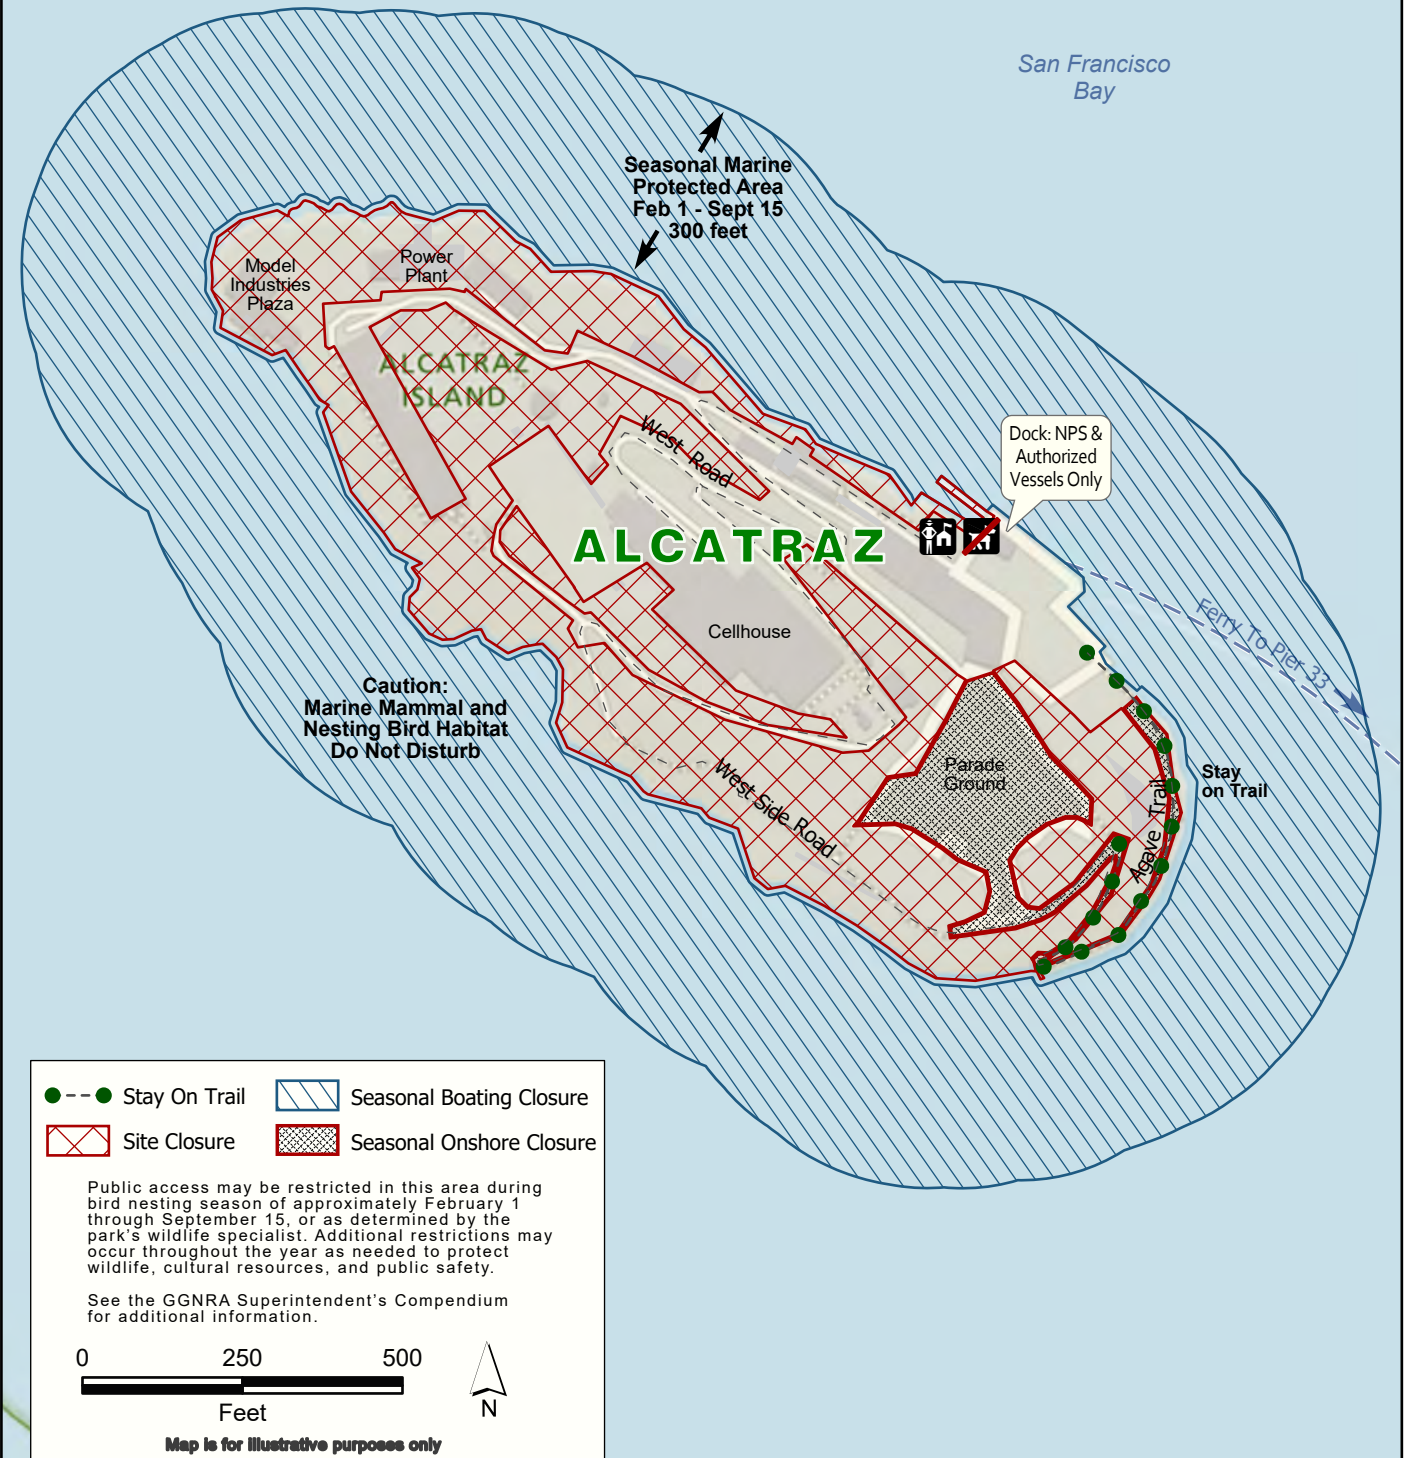 San Francisco
Bay
Seasonal Marine
Protected Area
Feb 1 - Sept 15
300 feet
Model
Industries
Plaza
Power
Plant
ALCATRAZ
ISLAND
West Road
Dock: NPS &
Authorized
Vessels Only
ALCATRAZ
Ferry To Pier 33
Cellhouse
Caution:
Marine Mammal and
Nesting Bird Habitat
Do Not Disturb
Parade
Ground
West Side Road
Agave Trail
Stay
on Trail
Stay On Trail
Seasonal Boating Closure
Site Closure
Seasonal Onshore Closure
Public access may be restricted in this area during
bird nesting season of approximately February 1
through September 15, or as determined by the
park's wildlife specialist. Additional restrictions may
occur throughout the year as needed to protect
wildlife, cultural resources, and public safety.
See the GGNRA Superintendent's Compendium
for additional information.
0 250 500
Feet
N
Map is for illustrative purposes only